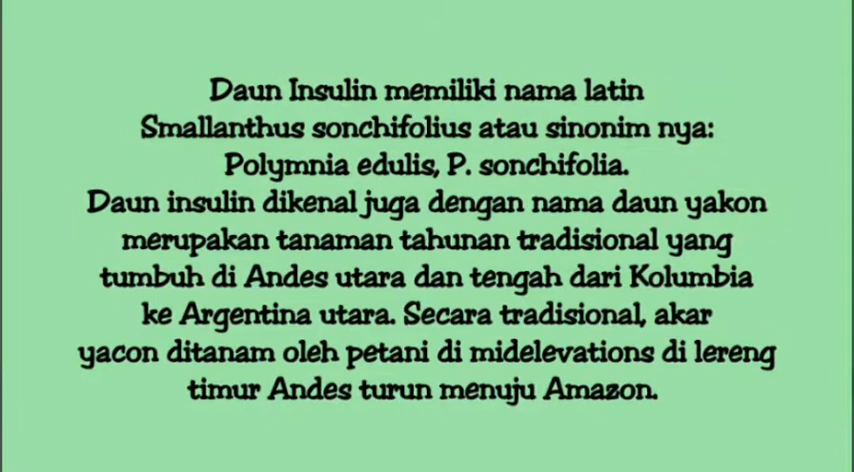 Daun Insulin memiliki nama latin
Smallanthus sonchifolius atau sinonim nya:
Polymnia edulis, P. sonchifolia.
Daun insulin dikenal juga dengan nama daun yakon
merupakan tanaman tahunan tradisional yang
tumbuh di Andes utara dan tengah dari Kolumbia
ke Argentina utara. Secara tradisional, akar
yacon ditanam oleh petani di midelevations di lereng
timur Andes turun menuju Amazon.